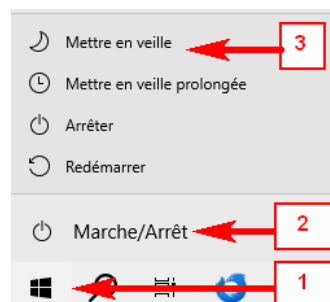 Mettre en veille
3
Mettre en veille prolongée
Arrêter
Redémarrer
Marche/Arrêt
2
1